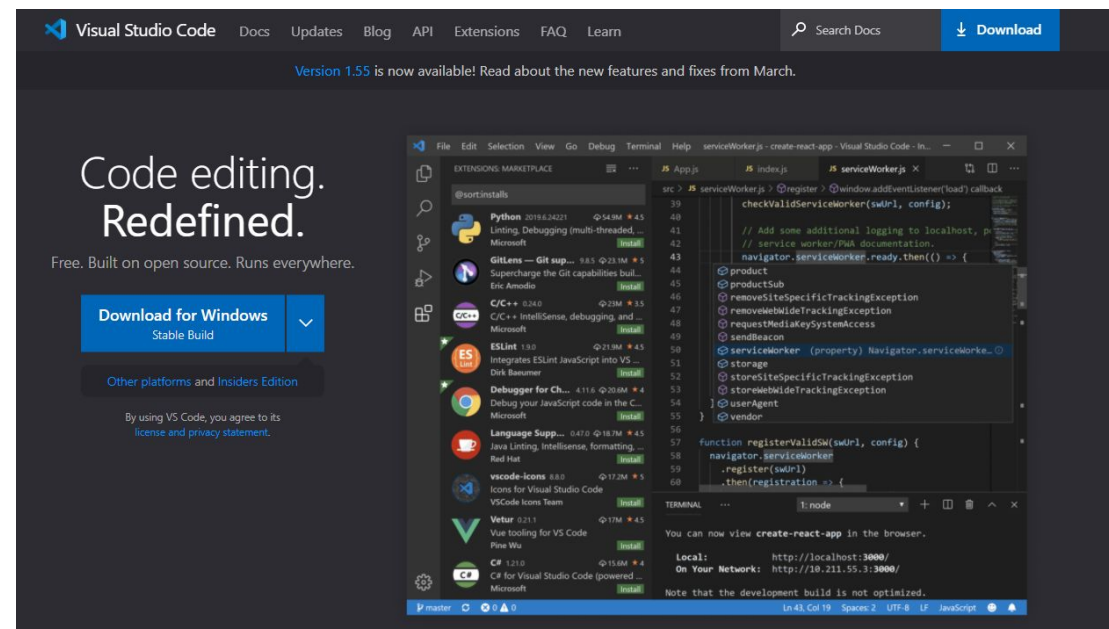 Visual Studio Code Docs Updates Blog API Extensions FAQ Learn Search Docs Download
Version 1.55 is now available! Read about the new features and fixes from March.
Code editing.
Redefined.
Free. Built on open source. Runs everywhere.
Download for Windows
Stable Build
Other platforms and Insiders Edition
By using VS Code, you agree to its
license and privacy statement.
File Edit Selection View Go Debug Terminal Help serviceWorker.js - create-react-app - Visual Studio Code - In...
EXTENSIONS: MARKETPLACE
@sort:installs
Python 2019.6.24221 54.9M ★ 4.5
Linting, Debugging (multi-threaded, ...
Microsoft Install
GitLens — Git sup... 9.8.5 23.1M ★ 5
Supercharge the Git capabilities buil...
Eric Amodio Install
C/C++ 0.24.0 23M ★ 3.5
C/C++ IntelliSense, debugging, and ...
Microsoft Install
ESLint 1.9.0 21.9M ★ 4.5
Integrates ESLint JavaScript into VS ...
Dirk Baeumer Install
Debugger for Ch... 4.11.6 20.6M ★ 4
Debug your JavaScript code in the C...
Microsoft Install
Language Supp... 0.47.0 18.7M ★ 4.5
Java Linting, Intellisense, formatting, ...
Red Hat Install
vscode-icons 8.8.0 17.2M ★ 5
Icons for Visual Studio Code
VSCode Icons Team Install
Vetur 0.21.1 17M ★ 4.5
Vue tooling for VS Code
Pine Wu Install
C# 1.21.0 15.6M ★ 4
C# for Visual Studio Code (powered ...
Microsoft Install
JS App.js JS index.js JS serviceWorker.js ×
src > JS serviceWorker.js > register > window.addEventListener('load') callback
39 checkValidServiceWorker(swUrl, config);
40
41 // Add some additional logging to localhost, p
42 // service worker/PWA documentation.
43 navigator.serviceWorker.ready.then(() => {
44 product
45 productSub
46 removeSiteSpecificTrackingException
47 removeWebWideTrackingException
48 requestMediaKeySystemAccess
49 sendBeacon
50 serviceWorker (property) Navigator.serviceWorke...
51 storage
52 storeSiteSpecificTrackingException
53 storeWebWideTrackingException
54 ] userAgent
55 } vendor
56
57 function registerValidSW(swUrl, config) {
58 navigator.serviceWorker
59 .register(swUrl)
60 .then(registration => {
TERMINAL ... 1: node
You can now view create-react-app in the browser.
Local: http://localhost:3000/
On Your Network: http://10.211.55.3:3000/
Note that the development build is not optimized.
master 0 0 Ln 43, Col 19 Spaces: 2 UTF-8 LF JavaScript